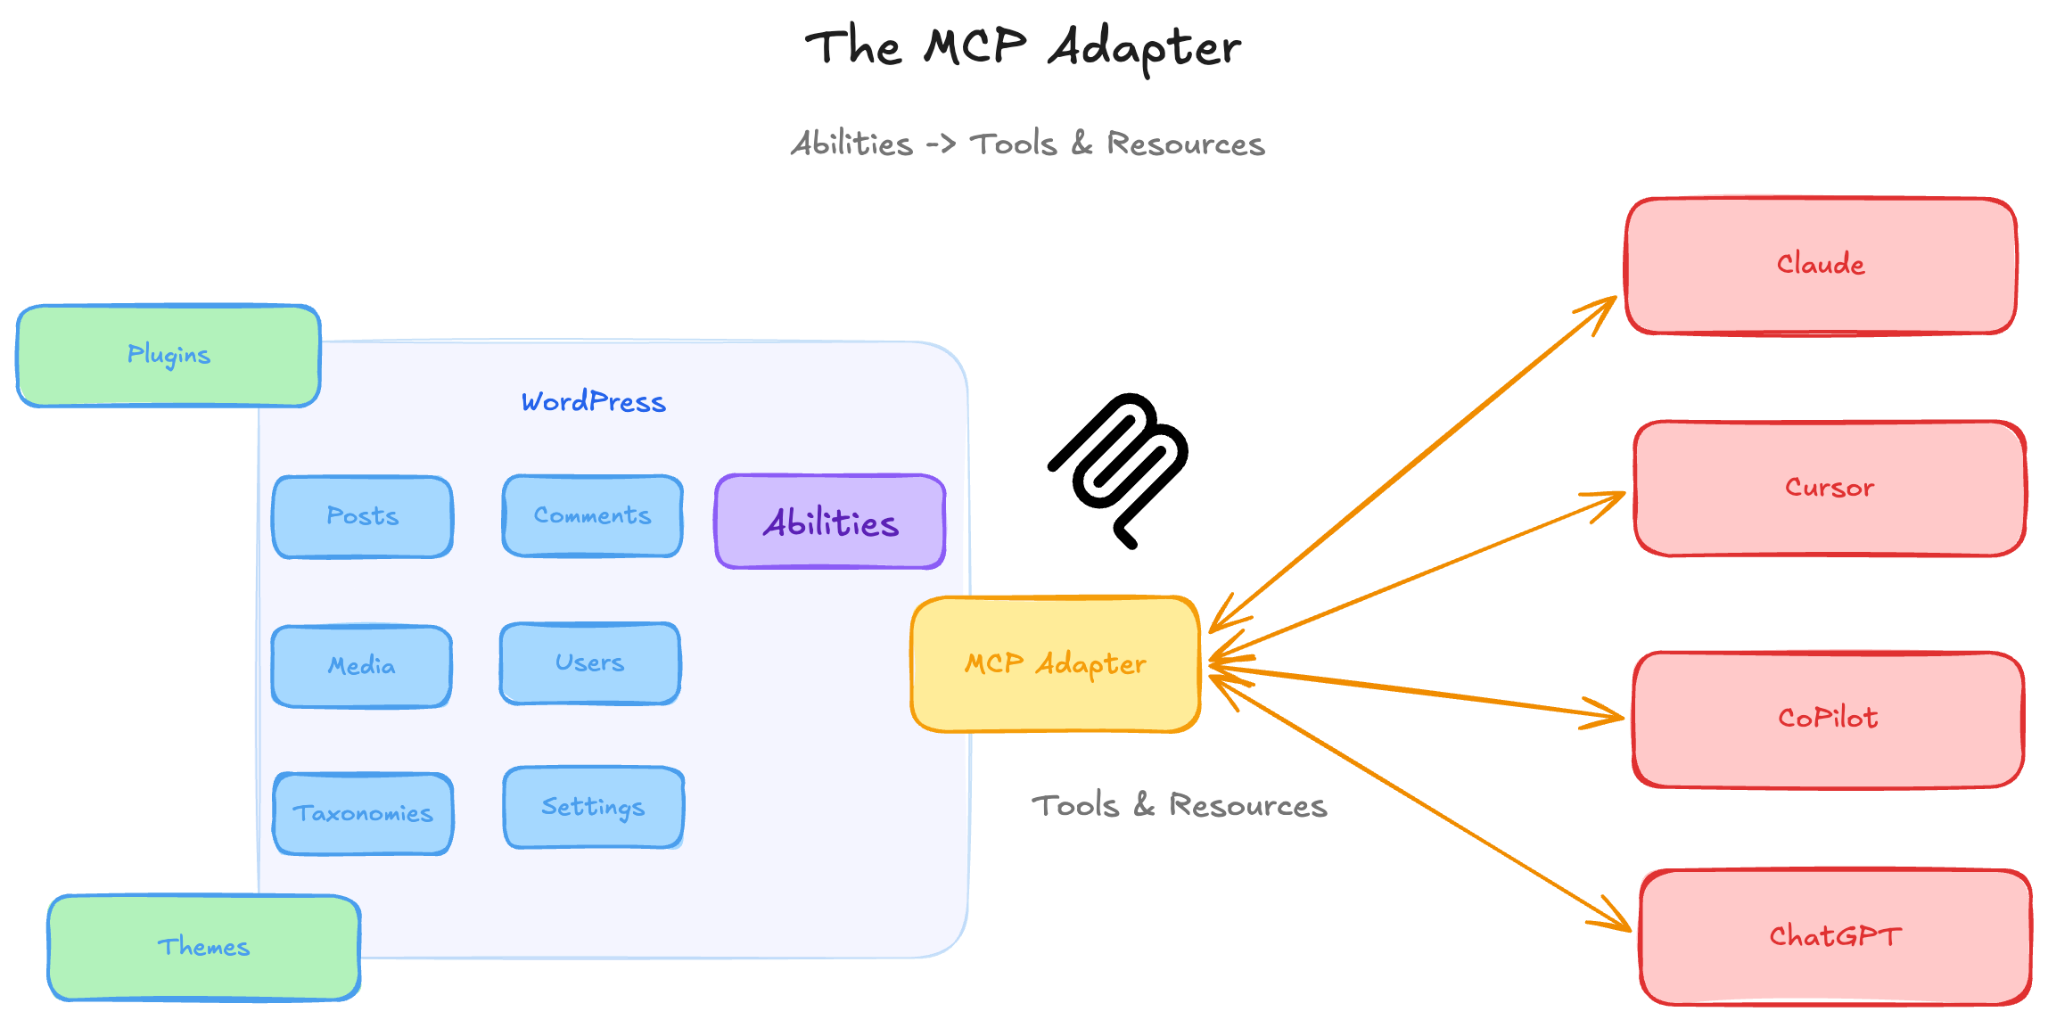 The MCP Adapter
Abilities -> Tools & Resources
Claude
Plugins
WordPress
Cursor
Posts
Comments
Abilities
Media
Users
MCP Adapter
CoPilot
Taxonomies
Settings
Tools & Resources
Themes
ChatGPT